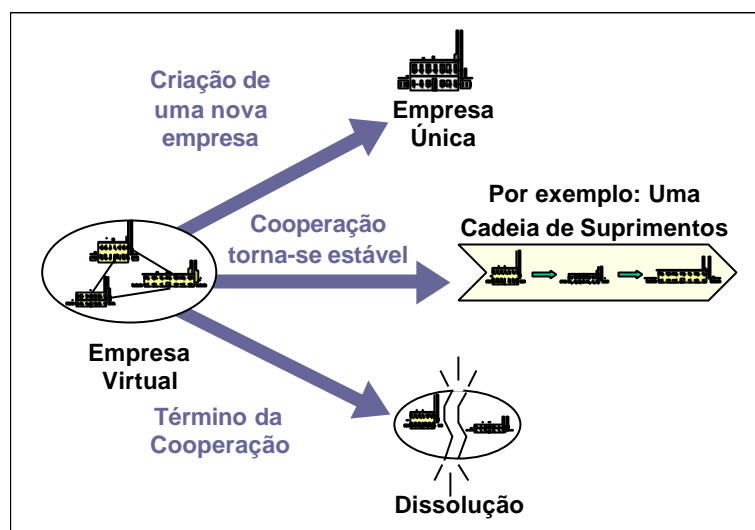 Criação de
uma nova
empresa
Empresa
Única
Por exemplo: Uma
Cadeia de Suprimentos
Cooperação
torna-se estável
Empresa
Virtual
Término da
Cooperação
Dissolução